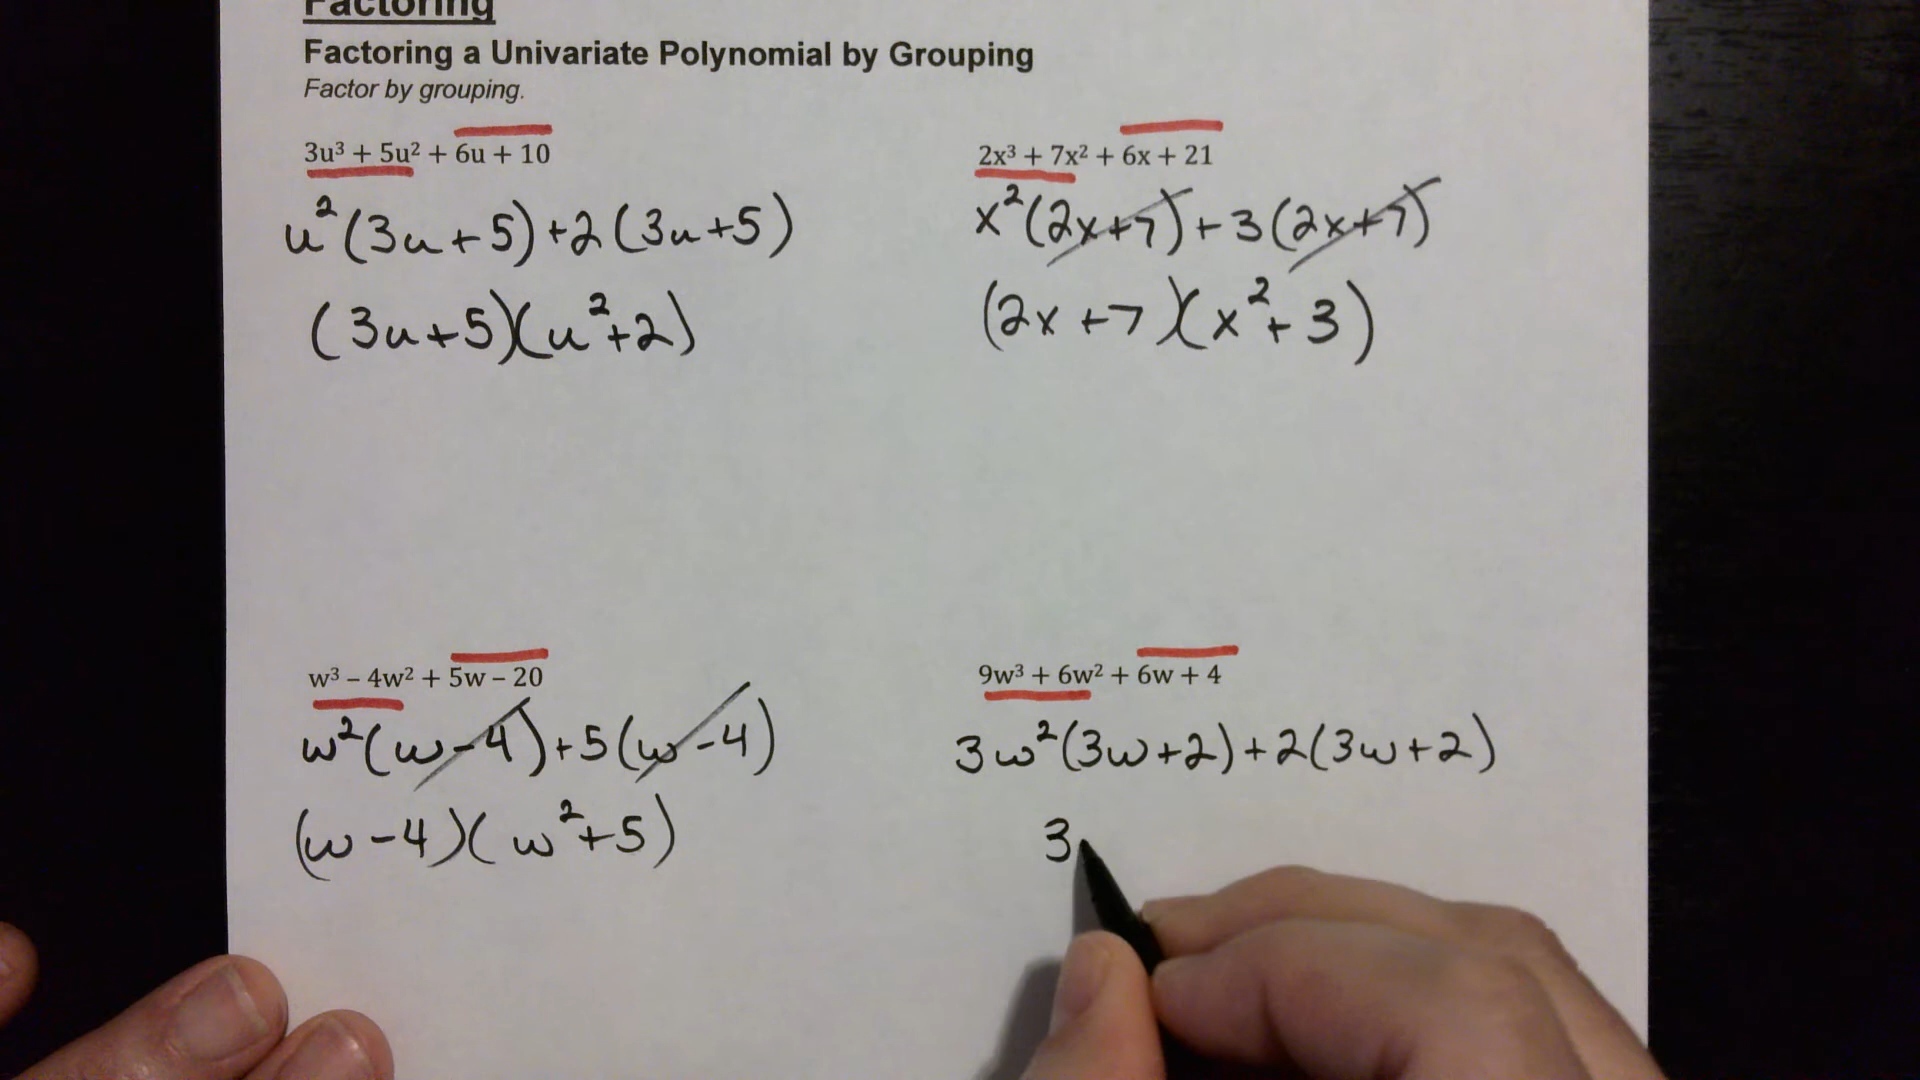 Factoring
Factoring a Univariate Polynomial by Grouping
Factor by grouping.
3u³ + 5u² + 6u + 10
u²(3u+5)+2(3u+5)
(3u+5)(u²+2)
2x³ + 7x² + 6x + 21
x²(2x+7)+3(2x+7)
(2x+7)(x²+3)
w³ – 4w² + 5w – 20
w²(w-4)+5(w-4)
(w-4)(w²+5)
9w³ + 6w² + 6w + 4
3w²(3w+2)+2(3w+2)
3